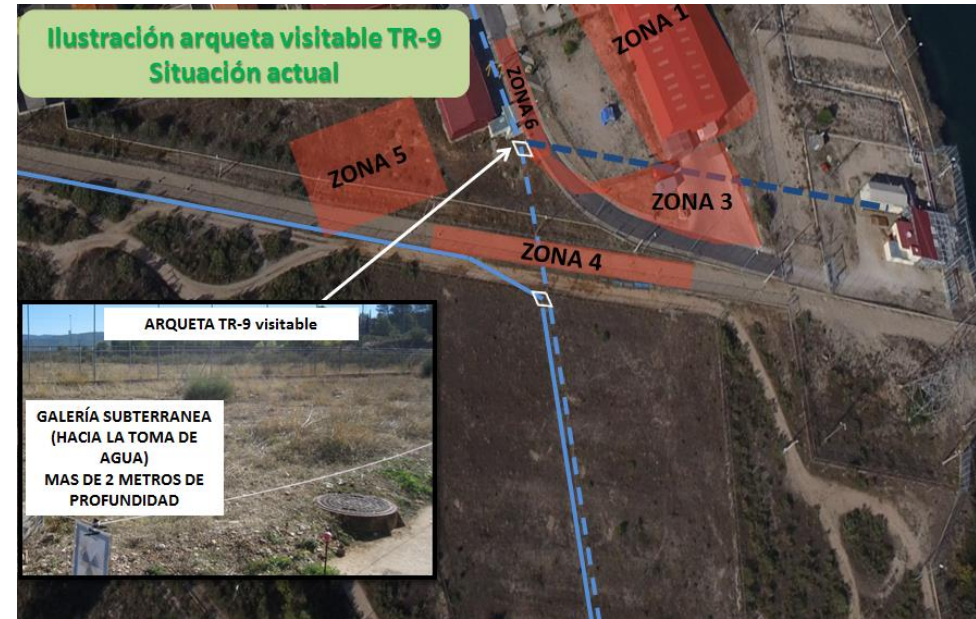 Ilustración arqueta visitable TR-9
Situación actual
ZONA 1
ZONA 6
ZONA 5
ZONA 3
ZONA 4
ARQUETA TR-9 visitable
GALERÍA SUBTERRANEA
(HACIA LA TOMA DE
AGUA)
MAS DE 2 METROS DE
PROFUNDIDAD